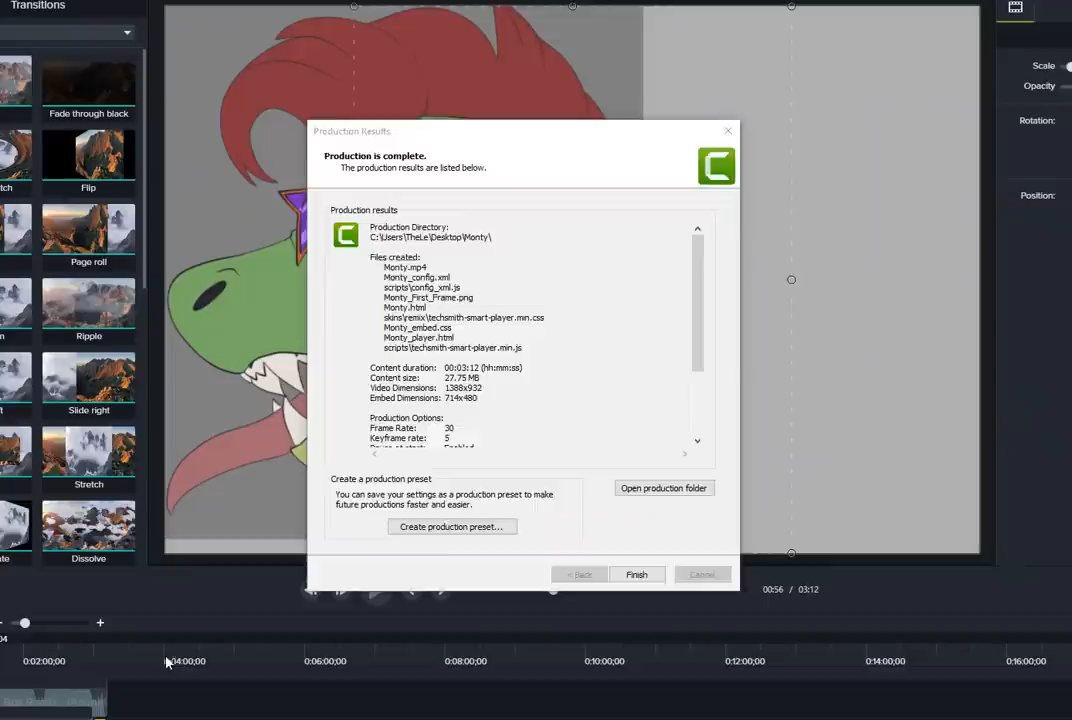 Transitions
Fade through black
tch
Flip
Page roll
m
Ripple
ft
Slide right
Stretch
ate
Dissolve
Production Results
Production is complete.
The production results are listed below.
Production results
Production Directory:
C:\Users\TheLe\Desktop\Monty\
Files created:
Monty.mp4
Monty_config.xml
scripts\config_xml.js
Monty_First_Frame.png
Monty.html
skins\remix\techsmith-smart-player.min.css
Monty_embed.css
Monty_player.html
scripts\techsmith-smart-player.min.js
Content duration: 00:03:12 (hh:mm:ss)
Content size: 27.75 MB
Video Dimensions: 1388x932
Embed Dimensions: 714x480
Production Options:
Frame Rate: 30
Keyframe rate: 5
Create a production preset
You can save your settings as a production preset to make
future productions faster and easier.
Create production preset...
Open production folder
< Back
Finish
Cancel
Scale
Opacity
Rotation:
Position:
00:56 / 03:12
04
0:02:00;00
0:04:00;00
0:06:00;00
0:08:00;00
0:10:00;00
0:12:00;00
0:14:00;00
0:16:00;00